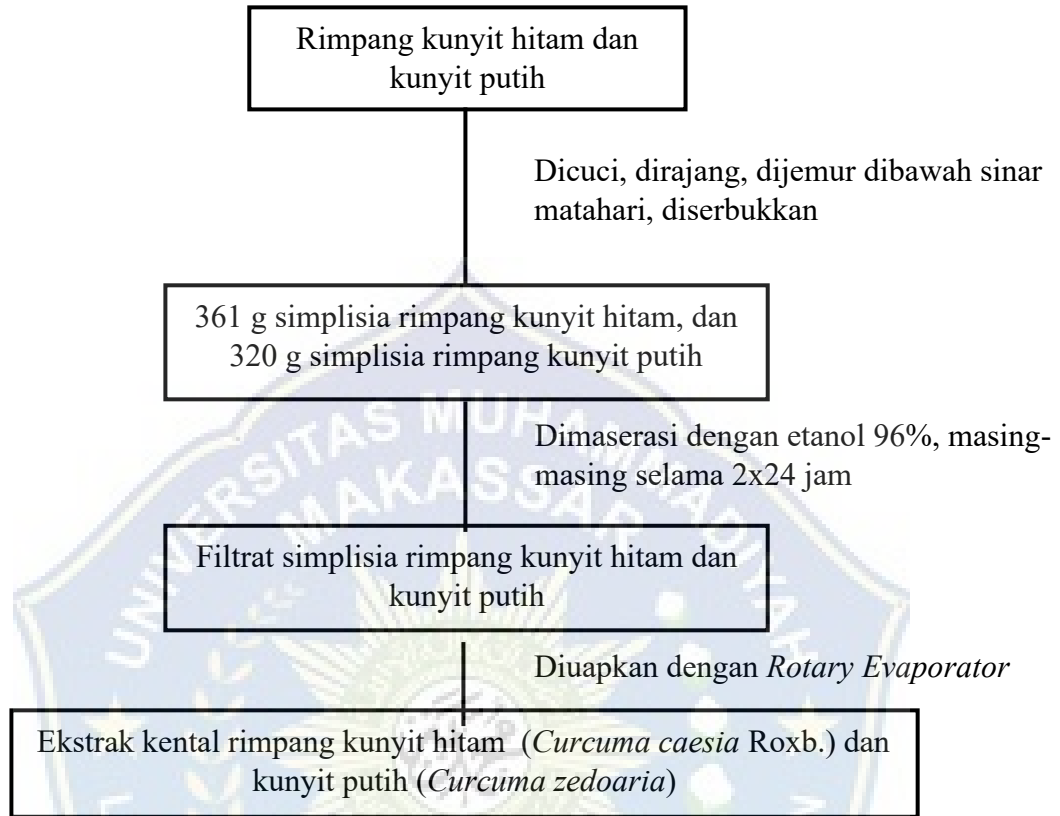 Rimpang kunyit hitam dan
kunyit putih
Dicuci, dirajang, dijemur dibawah sinar
matahari, diserbukkan
361 g simplisia rimpang kunyit hitam, dan
320 g simplisia rimpang kunyit putih
Dimaserasi dengan etanol 96%, masing-
masing selama 2x24 jam
Filtrat simplisia rimpang kunyit hitam dan
kunyit putih
Diuapkan dengan Rotary Evaporator
Ekstrak kental rimpang kunyit hitam (Curcuma caesia Roxb.) dan
kunyit putih (Curcuma zedoaria)
UNIVERSITAS MUHAMMADIYAH
MAKASSAR